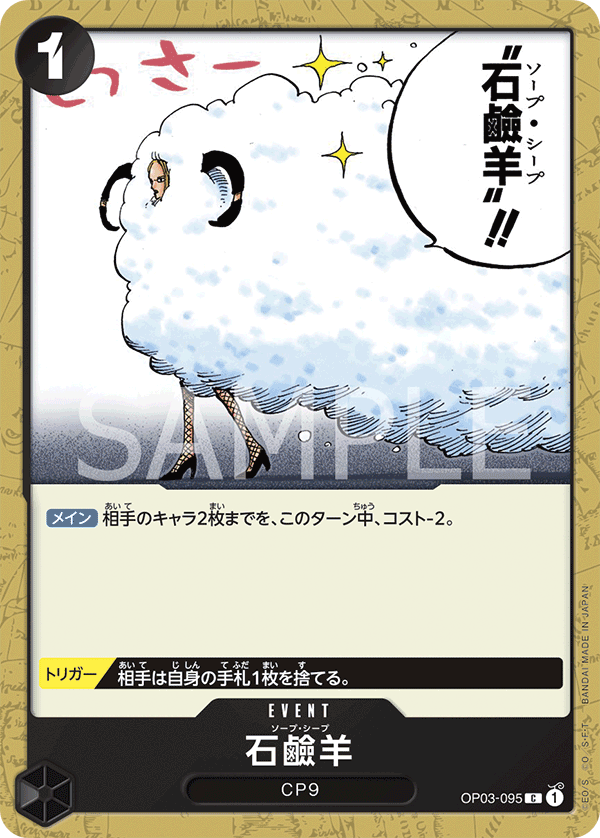 1
もっさー
ソープ・シープ
"石鹼羊"!!
SAMPLE
メイン 相手のキャラ2枚までを、このターン中、コスト-2。
トリガー 相手は自身の手札1枚を捨てる。
EVENT
ソープ・シープ
石鹼羊
CP9
OP03-095 C 1
BANDAI MADE IN JAPAN